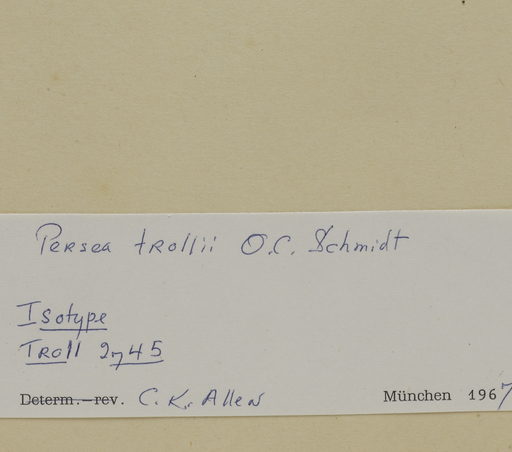 Persea trollii O.C. Schmidt
Isotype
Troll 2745
Determ.—rev. C. K. Allen
München 1967